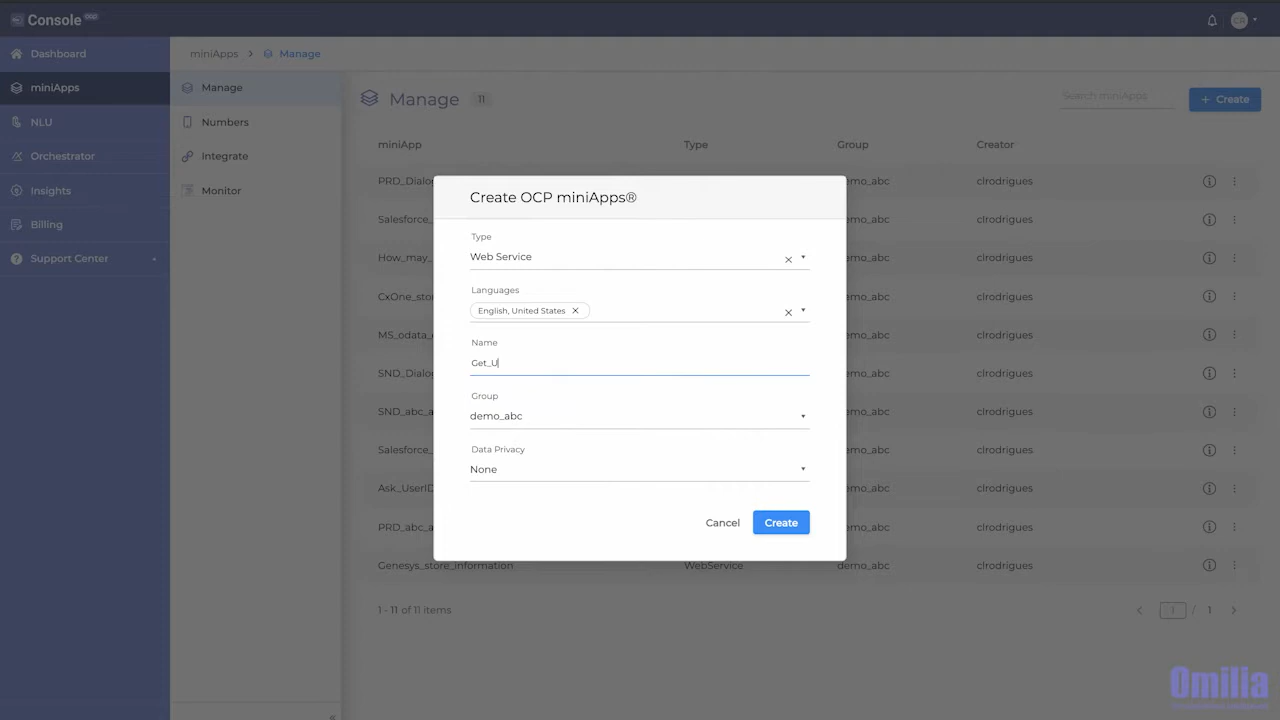 Console ocp
Dashboard
miniApps
NLU
Orchestrator
Insights
Billing
Support Center
miniApps > Manage
Manage
Numbers
Integrate
Monitor
Manage 11
Search miniApps
+ Create
miniApp Type Group Creator
PRD_Dialo emo_abc clrodrigues
Salesforce_ emo_abc clrodrigues
How_may_ emo_abc clrodrigues
CxOne_sto emo_abc clrodrigues
MS_odata_ emo_abc clrodrigues
SND_Dialo emo_abc clrodrigues
SND_abc_a emo_abc clrodrigues
Salesforce_ emo_abc clrodrigues
Ask_UserID emo_abc clrodrigues
PRD_abc_a emo_abc clrodrigues
Genesys_store_information WebService demo_abc clrodrigues
1 - 11 of 11 items
1 / 1
Create OCP miniApps®
Type
Web Service
Languages
English, United States
Name
Get_U
Group
demo_abc
Data Privacy
None
Cancel
Create
Omilia